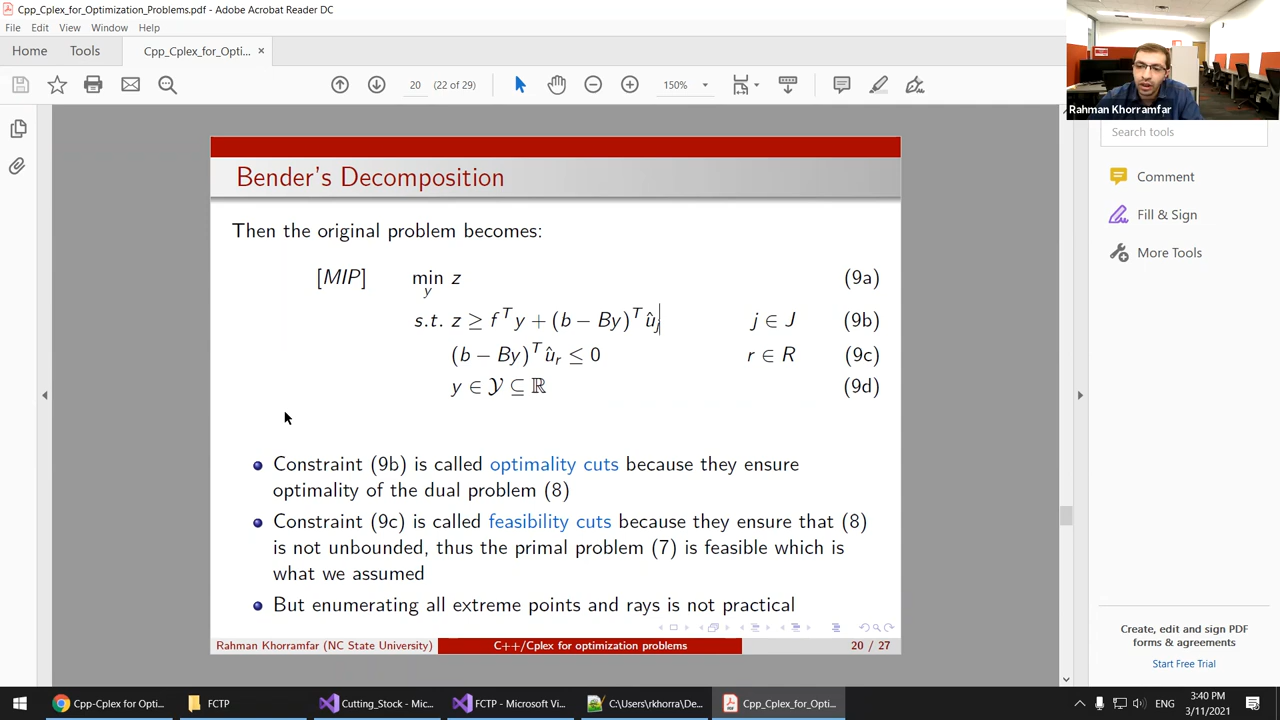 Cpp_Cplex_for_Optimization_Problems.pdf - Adobe Acrobat Reader DC
File Edit View Window Help
Home Tools Cpp_Cplex_for_Opti... ×
20 (22 of 29) 150%
Rahman Khorramfar
Search tools
Comment
Fill & Sign
More Tools
Bender's Decomposition
Then the original problem becomes:
[MIP] min_y z (9a)
s.t. z ≥ f^T y + (b − By)^T û_j j ∈ J (9b)
(b − By)^T û_r ≤ 0 r ∈ R (9c)
y ∈ 𝒴 ⊆ ℝ (9d)
Constraint (9b) is called optimality cuts because they ensure
optimality of the dual problem (8)
Constraint (9c) is called feasibility cuts because they ensure that (8)
is not unbounded, thus the primal problem (7) is feasible which is
what we assumed
But enumerating all extreme points and rays is not practical
Rahman Khorramfar (NC State University) C++/Cplex for optimization problems 20 / 27
Create, edit and sign PDF
forms & agreements
Start Free Trial
Cpp-Cplex for Optim... FCTP Cutting_Stock - Mic... FCTP - Microsoft Vi... C:\Users\rkhorra\De... Cpp_Cplex_for_Opti...
3:40 PM
3/11/2021
3